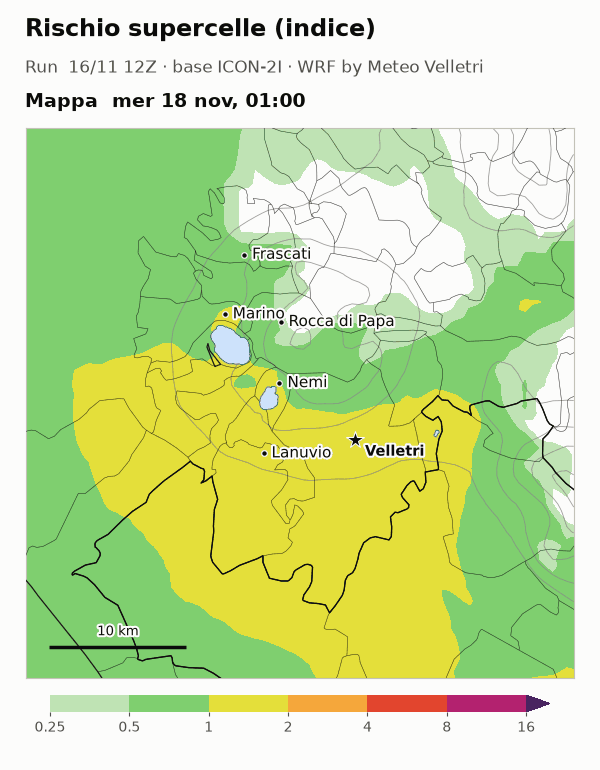 Rischio supercelle (indice)
Run  16/11 12Z · base ICON-2I · WRF by Meteo Velletri
Mappa  mer 18 nov, 01:00
Frascati
Marino
Rocca di Papa
Nemi
Velletri
Lanuvio
10 km
0.25 0.5 1 2 4 8 16